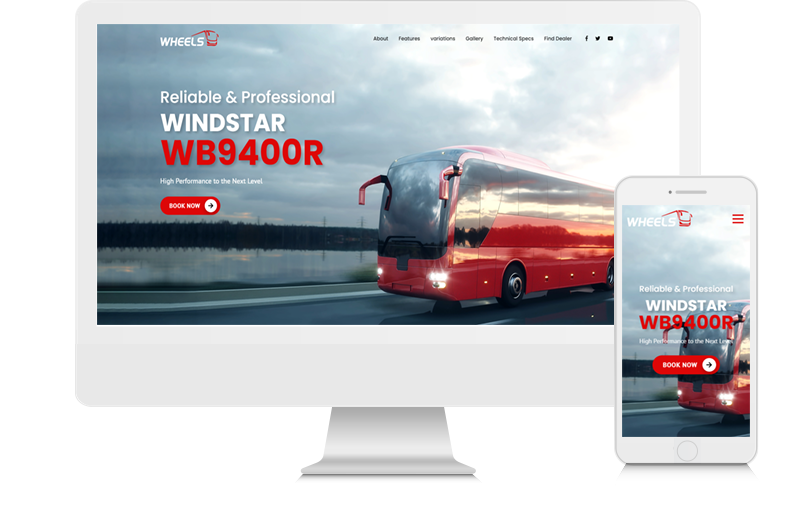 WHEELS
About Features variations Gallery Technical Specs Find Dealer
Reliable & Professional
WINDSTAR
WB9400R
High Performance to the Next Level
BOOK NOW
WHEELS
Reliable & Professional
WINDSTAR
WB9400R
High Performance to the Next Level
BOOK NOW